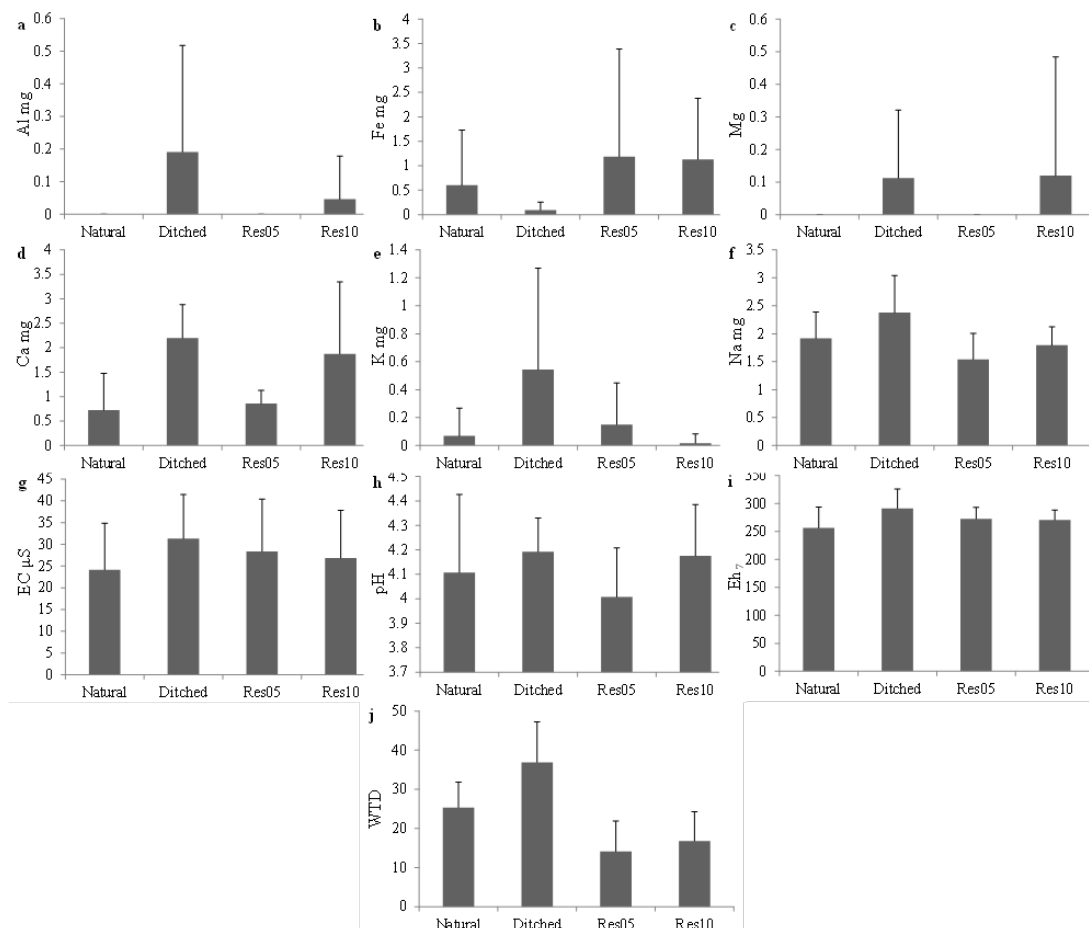 a
Al mg
0.6
0.5
0.4
0.3
0.2
0.1
0
Natural Ditched Res05 Res10
b
Fe mg
4
3.5
3
2.5
2
1.5
1
0.5
0
Natural Ditched Res05 Res10
c
Mg
0.6
0.5
0.4
0.3
0.2
0.1
0
Natural Ditched Res05 Res10
d
Ca mg
4
3.5
3
2.5
2
1.5
1
0.5
0
Natural Ditched Res05 Res10
e
K mg
1.4
1.2
1
0.8
0.6
0.4
0.2
0
Natural Ditched Res05 Res10
f
Na mg
4
3.5
3
2.5
2
1.5
1
0.5
0
Natural Ditched Res05 Res10
g
EC µS
45
40
35
30
25
20
15
10
5
0
Natural Ditched Res05 Res10
h
pH
4.5
4.4
4.3
4.2
4.1
4
3.9
3.8
3.7
Natural Ditched Res05 Res10
i
Eh7
350
300
250
200
150
100
50
0
Natural Ditched Res05 Res10
j
WTD
50
40
30
20
10
0
Natural Ditched Res05 Res10